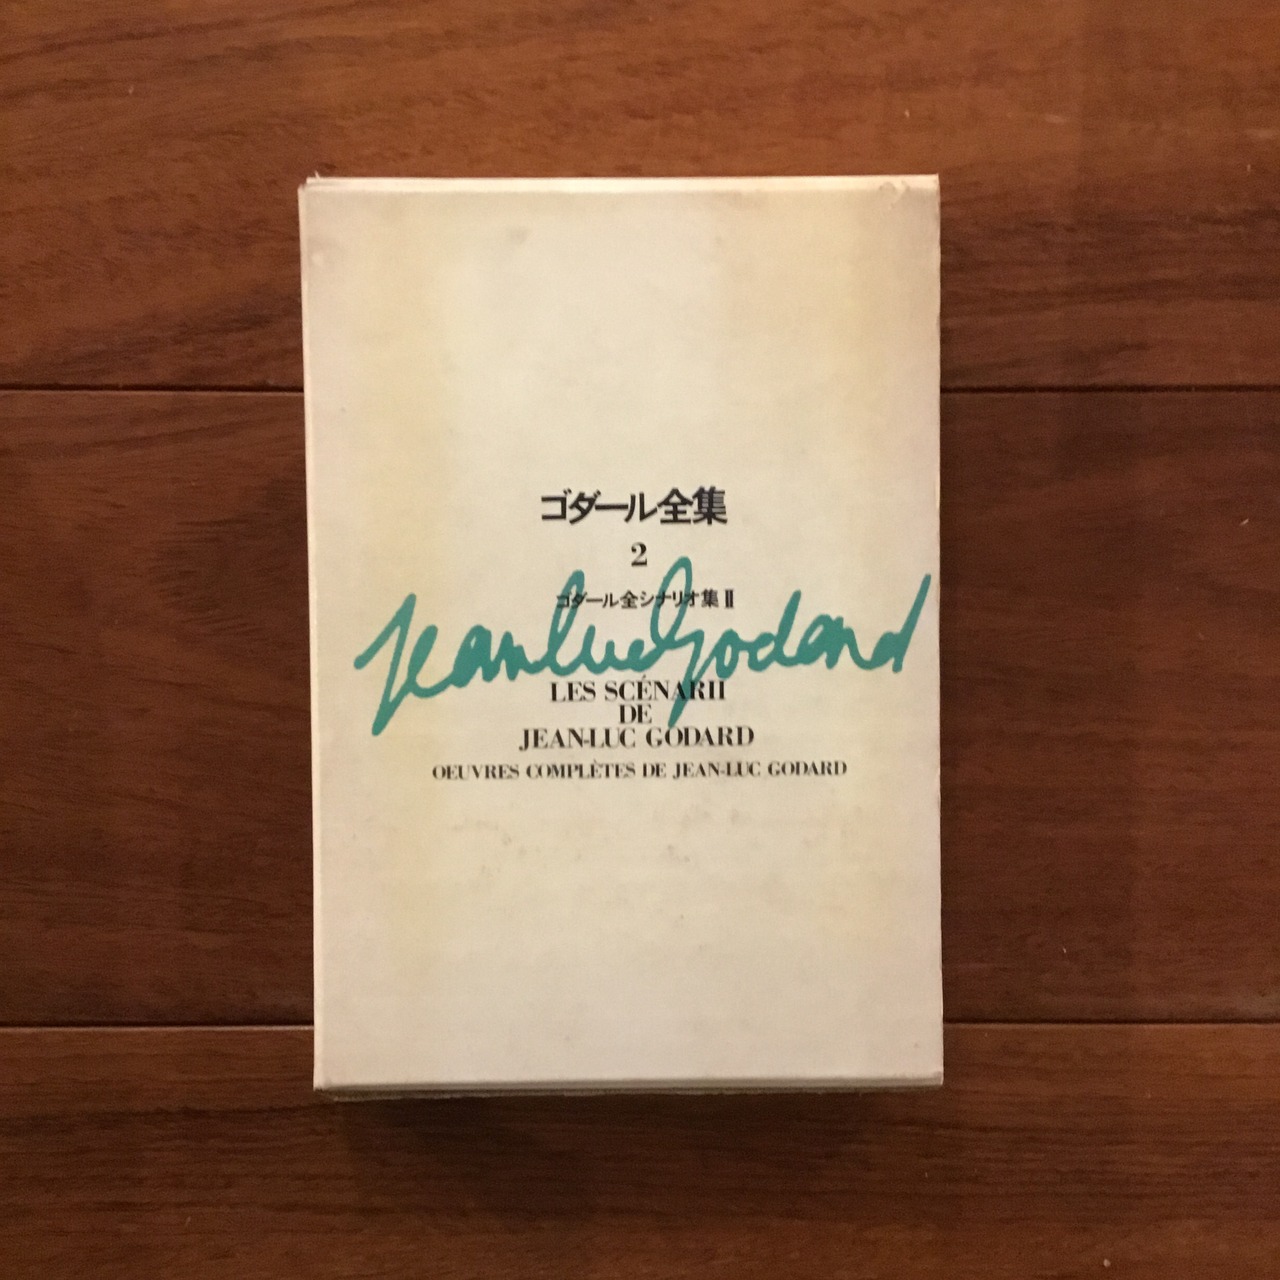 ゴダール全集
2
ゴダール全シナリオ集 II
Jean Luc Godard
LES SCÉNARII
DE
JEAN-LUC GODARD
OEUVRES COMPLÈTES DE JEAN-LUC GODARD